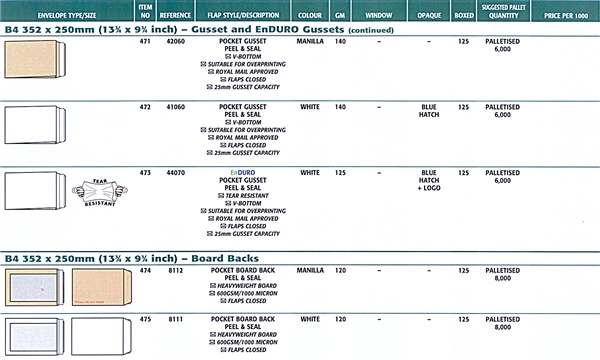 ENVELOPE TYPE/SIZE ITEM NO REFERENCE FLAP STYLE/DESCRIPTION COLOUR GM WINDOW OPAQUE BOXED SUGGESTED PALLET QUANTITY PRICE PER 1000
B4 352 x 250mm (13¾ x 9¾ inch) – Gusset and EnDURO Gussets (continued)
471 42060 POCKET GUSSET MANILLA 140 – – 125 PALLETISED
PEEL & SEAL 6,000
☒ V-BOTTOM
☒ SUITABLE FOR OVERPRINTING
☒ ROYAL MAIL APPROVED
☒ FLAPS CLOSED
☒ 25mm GUSSET CAPACITY
472 41060 POCKET GUSSET WHITE 140 – BLUE 125 PALLETISED
PEEL & SEAL HATCH 6,000
☒ V-BOTTOM
☒ SUITABLE FOR OVERPRINTING
☒ ROYAL MAIL APPROVED
☒ FLAPS CLOSED
☒ 25mm GUSSET CAPACITY
473 44070 EnDURO WHITE 125 – BLUE 125 PALLETISED
POCKET GUSSET HATCH 6,000
PEEL & SEAL + LOGO
TEAR
RESISTANT
☒ TEAR RESISTANT
☒ V-BOTTOM
☒ SUITABLE FOR OVERPRINTING
☒ ROYAL MAIL APPROVED
☒ FLAPS CLOSED
☒ 25mm GUSSET CAPACITY
B4 352 x 250mm (13¾ x 9¾ inch) – Board Backs
474 8112 POCKET BOARD BACK MANILLA 120 – – 125 PALLETISED
PEEL & SEAL 8,000
☒ HEAVYWEIGHT BOARD
☒ 600GSM/1000 MICRON
☒ FLAPS CLOSED
Please do not bend
475 8111 POCKET BOARD BACK WHITE 120 – – 125 PALLETISED
PEEL & SEAL 8,000
☒ HEAVYWEIGHT BOARD
☒ 600GSM/1000 MICRON
☒ FLAPS CLOSED